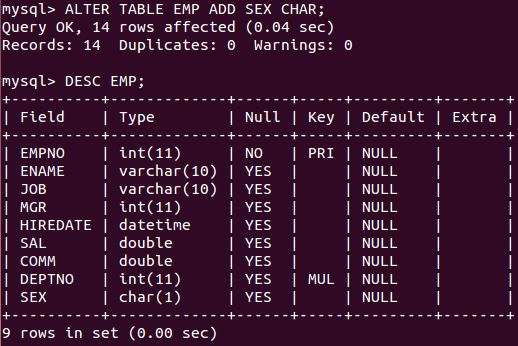 mysql> ALTER TABLE EMP ADD SEX CHAR;
Query OK, 14 rows affected (0.04 sec)
Records: 14  Duplicates: 0  Warnings: 0

mysql> DESC EMP;
+----------+-------------+------+-----+---------+-------+
| Field    | Type        | Null | Key | Default | Extra |
+----------+-------------+------+-----+---------+-------+
| EMPNO    | int(11)     | NO   | PRI | NULL    |       |
| ENAME    | varchar(10) | YES  |     | NULL    |       |
| JOB      | varchar(10) | YES  |     | NULL    |       |
| MGR      | int(11)     | YES  |     | NULL    |       |
| HIREDATE | datetime    | YES  |     | NULL    |       |
| SAL      | double      | YES  |     | NULL    |       |
| COMM     | double      | YES  |     | NULL    |       |
| DEPTNO   | int(11)     | YES  | MUL | NULL    |       |
| SEX      | char(1)     | YES  |     | NULL    |       |
+----------+-------------+------+-----+---------+-------+
9 rows in set (0.00 sec)